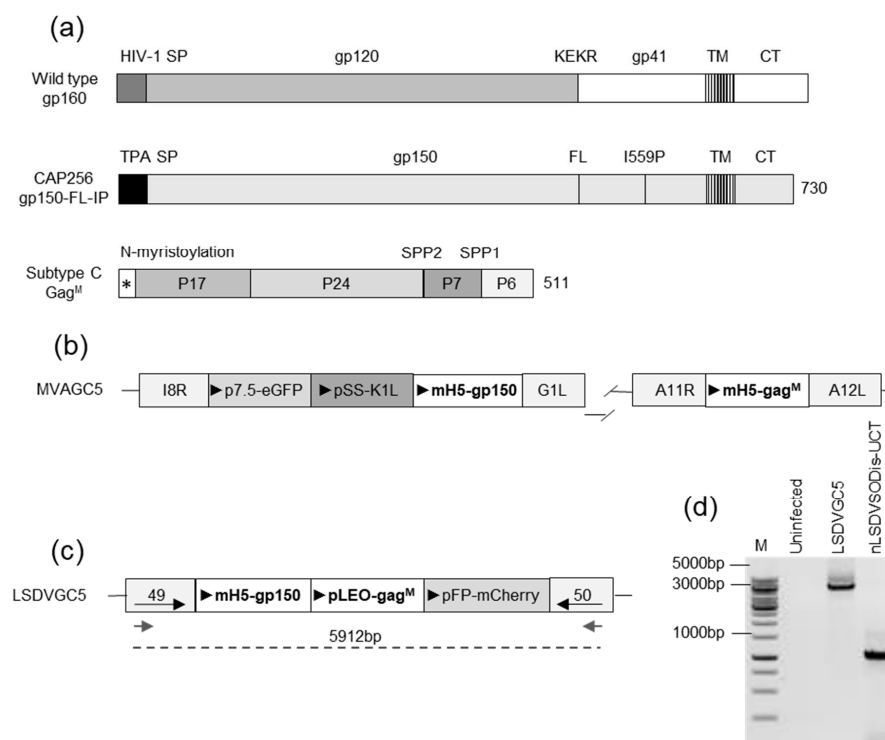 (a)
HIV-1 SP gp120 KEKR gp41 TM CT
Wild type
gp160
TPA SP gp150 FL I559P TM CT
CAP256
gp150-FL-IP
730
N-myristoylation SPP2 SPP1
Subtype C
Gagᴹ
* P17 P24 P7 P6 511
(b)
MVAGC5 I8R ►p7.5-eGFP ►pSS-K1L ►mH5-gp150 G1L A11R ►mH5-gagᴹ A12L
(c)
LSDVGC5 49 ►mH5-gp150 ►pLEO-gagᴹ ►pFP-mCherry 50
5912bp
(d)
M Uninfected LSDVGC5 nLSDVSODis-UCT
5000bp
3000bp
1000bp